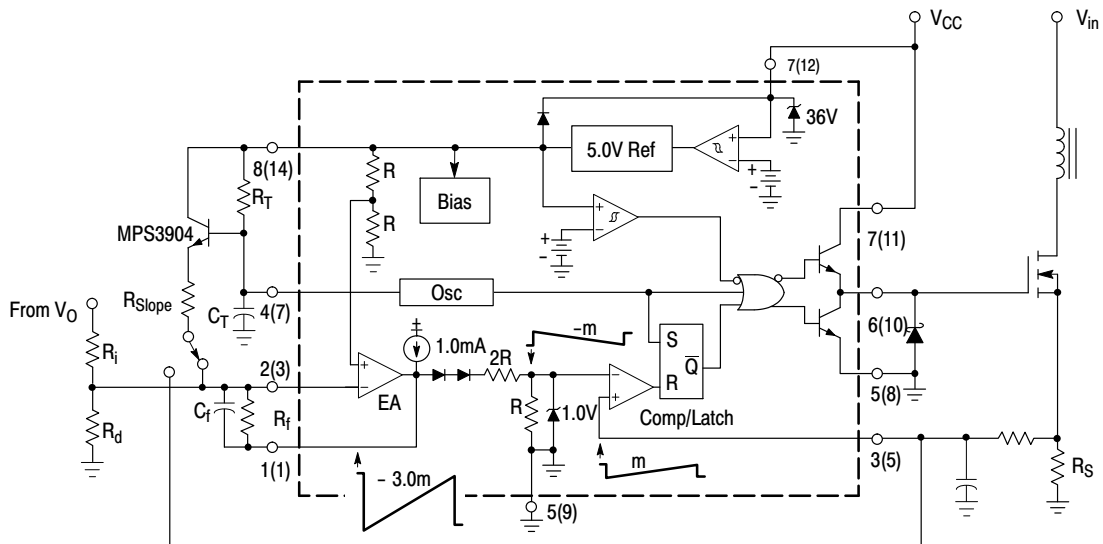 VCC
Vin
7(12)
36V
5.0V Ref
+
-
+
-
8(14)
R
Bias
RT
R
MPS3904
+
-
+
-
7(11)
RSlope
Osc
From VO
CT
4(7)
-m
6(10)
1.0mA
S
Q
Ri
2R
2(3)
+
-
EA
-
+
R
5(8)
Cf
Rf
R
1.0V
Comp/Latch
Rd
1(1)
m
3(5)
RS
- 3.0m
5(9)